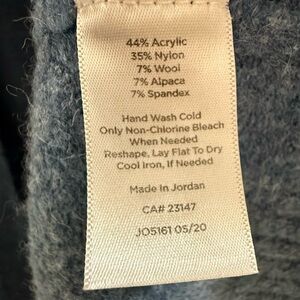 44% Acrylic
35% Nylon
7% Wool
7% Alpaca
7% Spandex
Hand Wash Cold
Only Non-Chlorine Bleach
When Needed
Reshape, Lay Flat To Dry
Cool Iron, If Needed
Made In Jordan
CA# 23147
JO5161 05/20